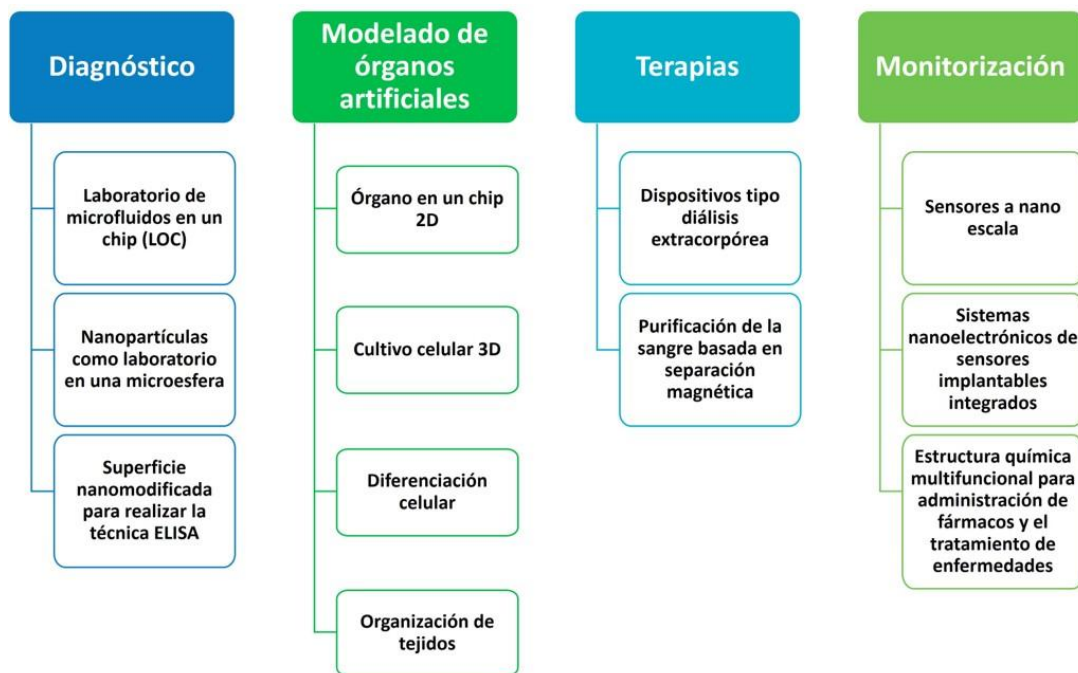 Diagnóstico
Laboratorio de
microfluidos en un
chip (LOC)
Nanopartículas
como laboratorio
en una microesfera
Superficie
nanomodificada
para realizar la
técnica ELISA
Modelado de
órganos
artificiales
Órgano en un chip
2D
Cultivo celular 3D
Diferenciación
celular
Organización de
tejidos
Terapias
Dispositivos tipo
diálisis
extracorpórea
Purificación de la
sangre basada en
separación
magnética
Monitorización
Sensores a nano
escala
Sistemas
nanoelectrónicos de
sensores
implantables
integrados
Estructura química
multifuncional para
administración de
fármacos y el
tratamiento de
enfermedades